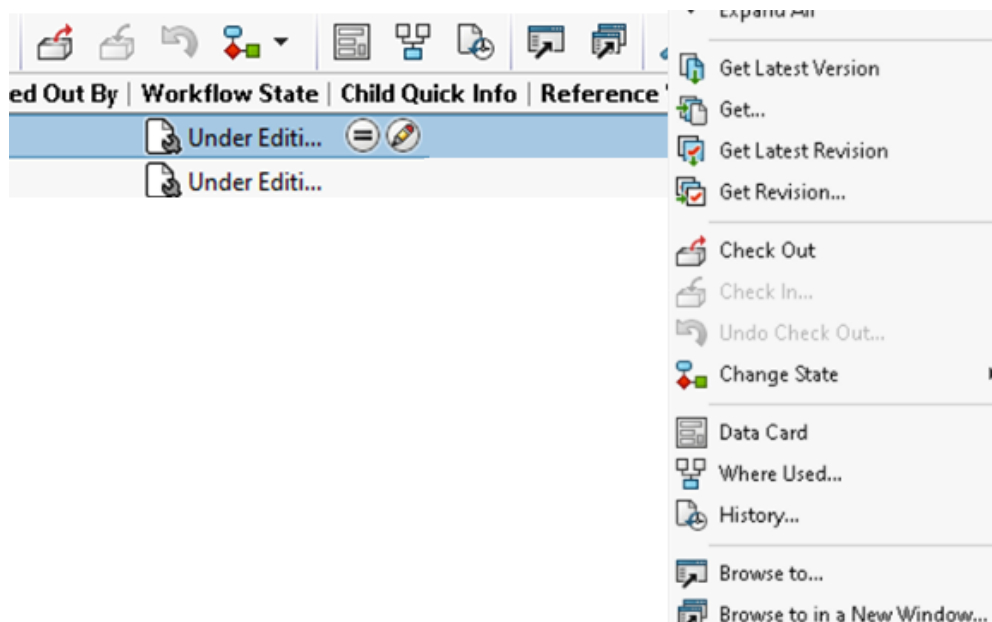 ed Out By | Workflow State | Child Quick Info | Reference
Under Editi...
Under Editi...
Expand All
Get Latest Version
Get...
Get Latest Revision
Get Revision...
Check Out
Check In...
Undo Check Out...
Change State
Data Card
Where Used...
History...
Browse to...
Browse to in a New Window...